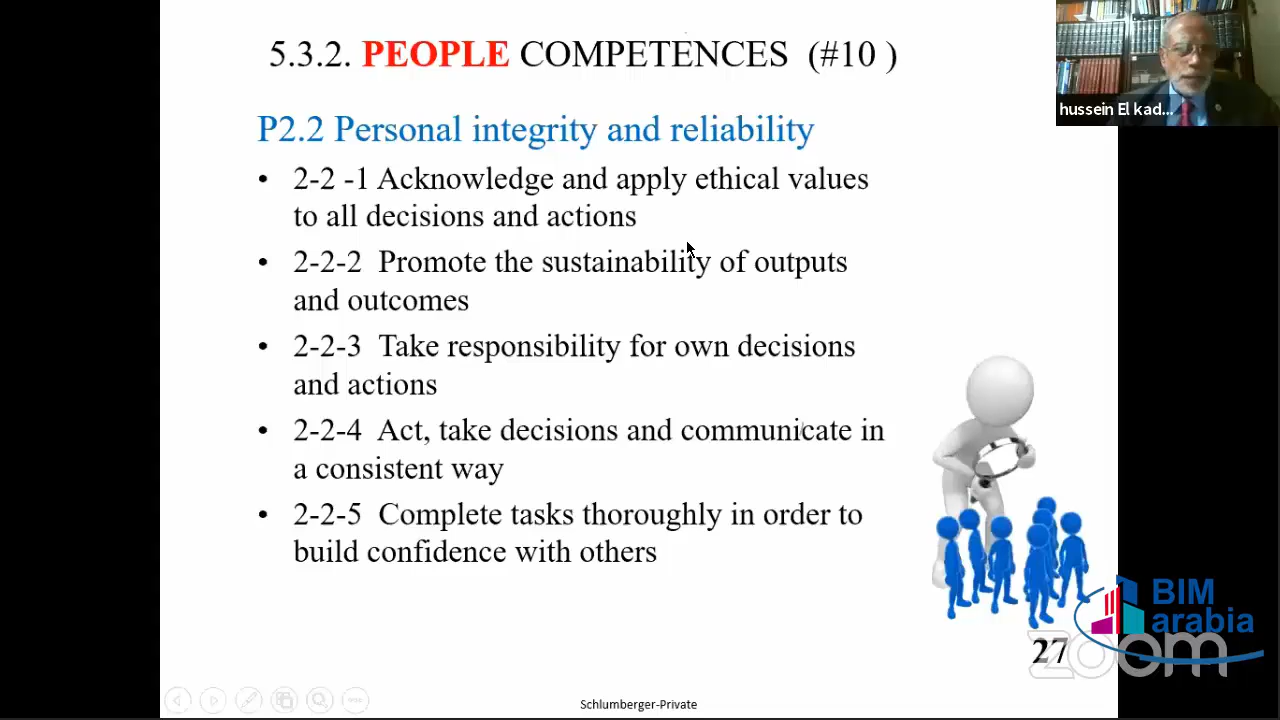 5.3.2. PEOPLE COMPETENCES (#10 )
hussein El kad...
P2.2 Personal integrity and reliability
• 2-2 -1 Acknowledge and apply ethical values
to all decisions and actions
• 2-2-2 Promote the sustainability of outputs
and outcomes
• 2-2-3 Take responsibility for own decisions
and actions
• 2-2-4 Act, take decisions and communicate in
a consistent way
• 2-2-5 Complete tasks thoroughly in order to
build confidence with others
BIM
arabia
27
zoom
Schlumberger-Private